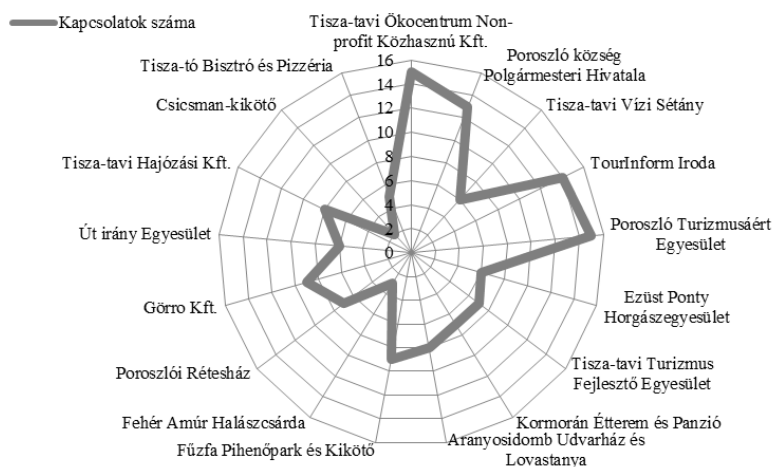 Kapcsolatok száma
Tisza-tavi Ökocentrum Non-
profit Közhasznú Kft.
Poroszló község
Polgármesteri Hivatala
Tisza-tavi Vízi Sétány
TourInform Iroda
Poroszló Turizmusáért
Egyesület
Ezüst Ponty
Horgászegyesület
Tisza-tavi Turizmus
Fejlesztő Egyesület
Kormorán Étterem és Panzió
Aranyosidomb Udvarház és
Lovastanya
Fűzfa Pihenőpark és Kikötő
Fehér Amúr Halászcsárda
Poroszlói Rétesház
Görro Kft.
Út irány Egyesület
Tisza-tavi Hajózási Kft.
Csicsman-kikötő
Tisza-tó Bisztró és Pizzéria
16
14
12
10
8
6
4
2
0